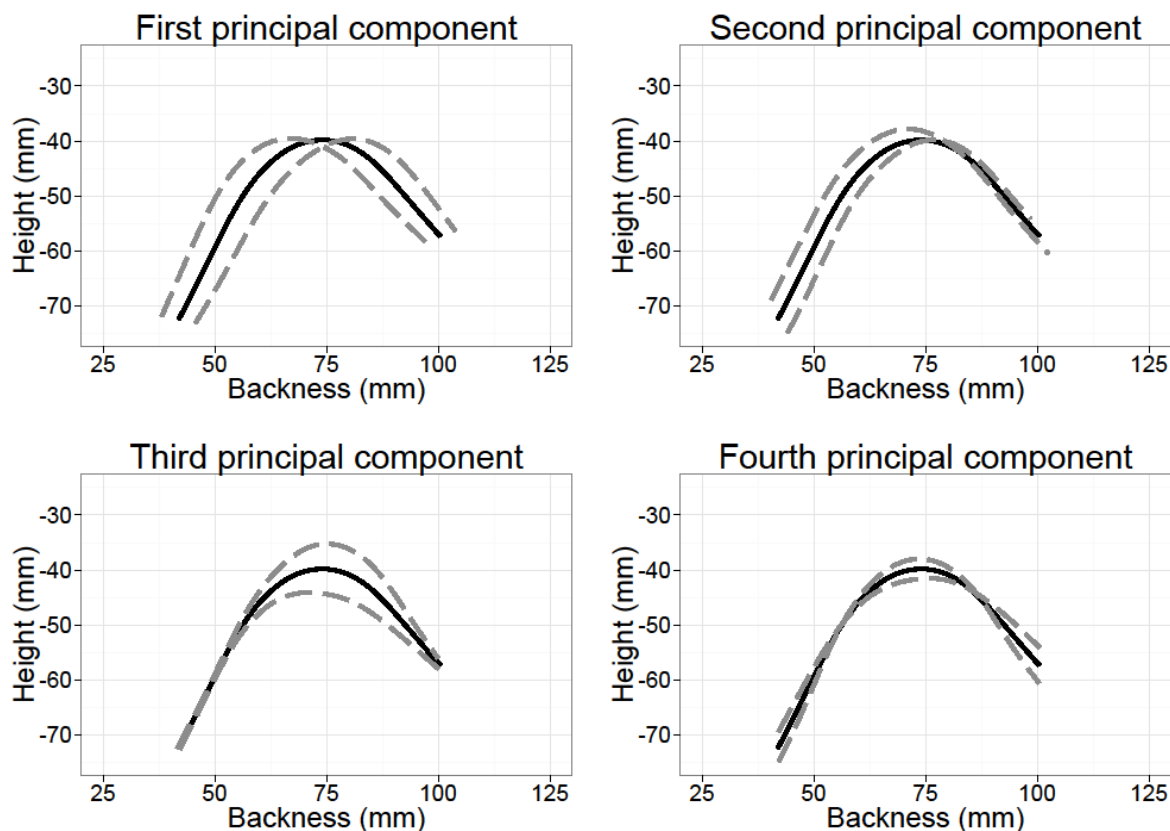 First principal component
Second principal component
Height (mm)
-30
-40
-50
-60
-70
25 50 75 100 125
Backness (mm)
Height (mm)
-30
-40
-50
-60
-70
25 50 75 100 125
Backness (mm)
Third principal component
Fourth principal component
Height (mm)
-30
-40
-50
-60
-70
25 50 75 100 125
Backness (mm)
Height (mm)
-30
-40
-50
-60
-70
25 50 75 100 125
Backness (mm)